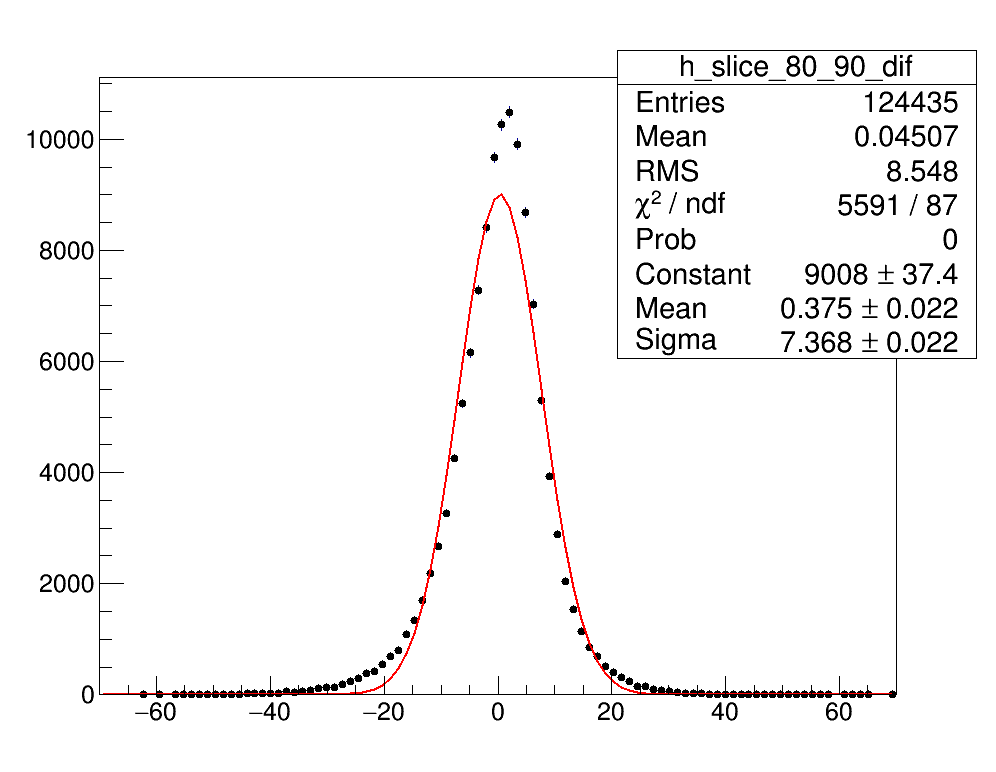 h_slice_80_90_dif
Entries 124435
Mean 0.04507
RMS 8.548
χ² / ndf 5591 / 87
Prob 0
Constant 9008 ± 37.4
Mean 0.375 ± 0.022
Sigma 7.368 ± 0.022
10000
8000
6000
4000
2000
0
−60 −40 −20 0 20 40 60